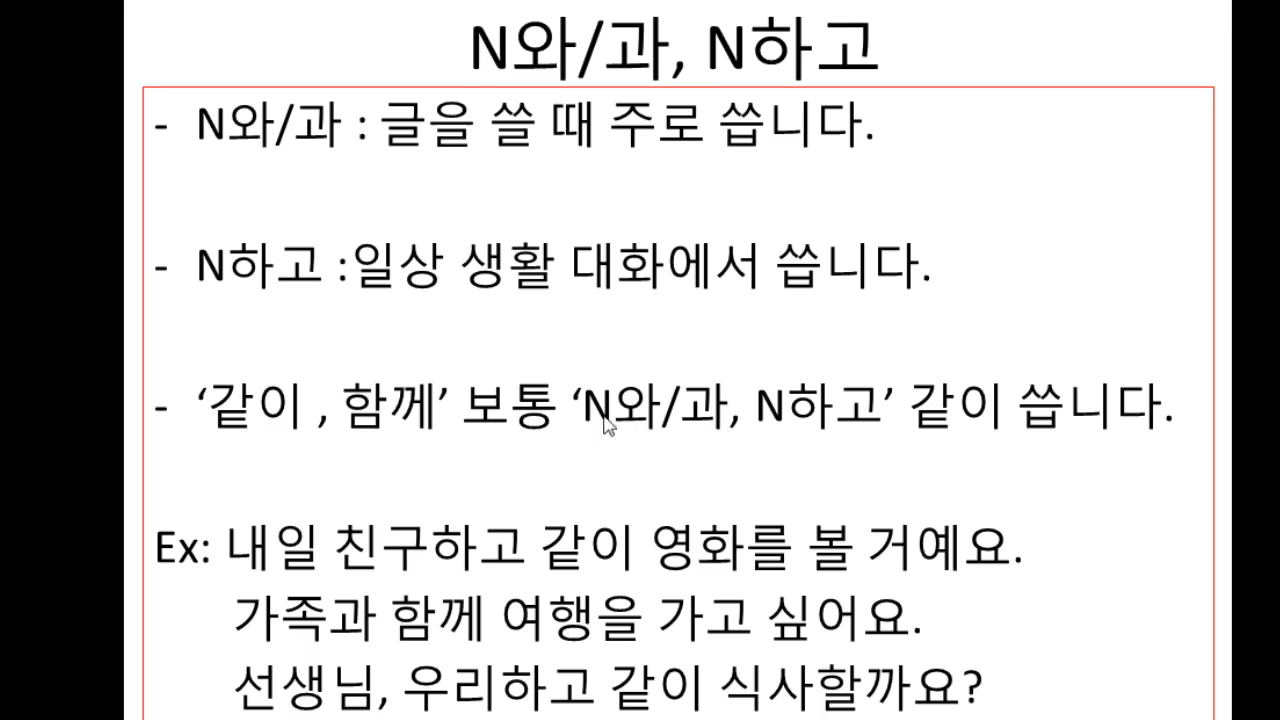 N와/과, N하고
- N와/과 : 글을 쓸 때 주로 씁니다.
- N하고 :일상 생활 대화에서 씁니다.
- ‘같이 , 함께’ 보통 ‘N와/과, N하고’ 같이 씁니다.
Ex: 내일 친구하고 같이 영화를 볼 거예요.
가족과 함께 여행을 가고 싶어요.
선생님, 우리하고 같이 식사할까요?